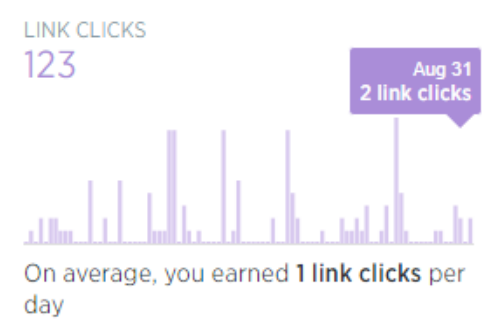 LINK CLICKS
123
Aug 31
2 link clicks
On average, you earned 1 link clicks per
day